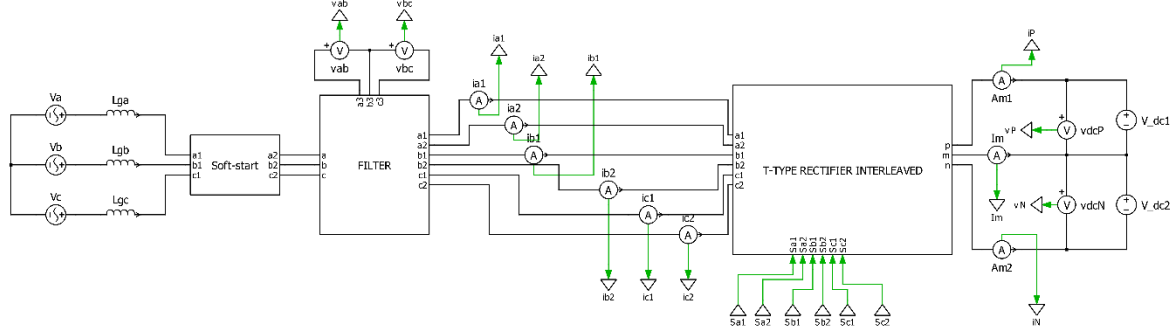 vab
vbc
iP
ia1
ia2
ib1
+ V
+ V
vab
vbc
ia1
A
Am1
A
a3
b3
c3
Va
Lga
ia2
A
vP
vdcP
V
V_dc1
ib1
A
Im
A
Vb
Lgb
Soft-start
a1
b1
c1
a2
b2
c2
a
b
c
FILTER
a1
a2
b1
b2
c1
c2
a1
a2
b1
b2
c1
c2
T-TYPE RECTIFIER INTERLEAVED
p
m
n
ib2
A
Vc
Lgc
ic1
A
ic2
A
Im
vN
vdcN
V
V_dc2
A
Am2
Sa1
Sa2
Sb1
Sb2
Sc1
Sc2
ib2
ic1
ic2
iN
Sa1
Sa2
Sb1
Sb2
Sc1
Sc2